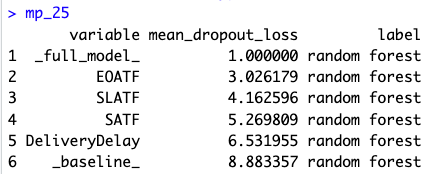 > mp_25
variable mean_dropout_loss label
1 _full_model_ 1.000000 random forest
2 EOATF 3.026179 random forest
3 SLATF 4.162596 random forest
4 SATF 5.269809 random forest
5 DeliveryDelay 6.531955 random forest
6 _baseline_ 8.883357 random forest